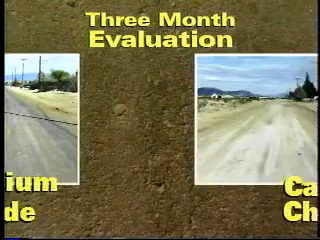 Three Month
Evaluation
ium
de
Ca
Ch